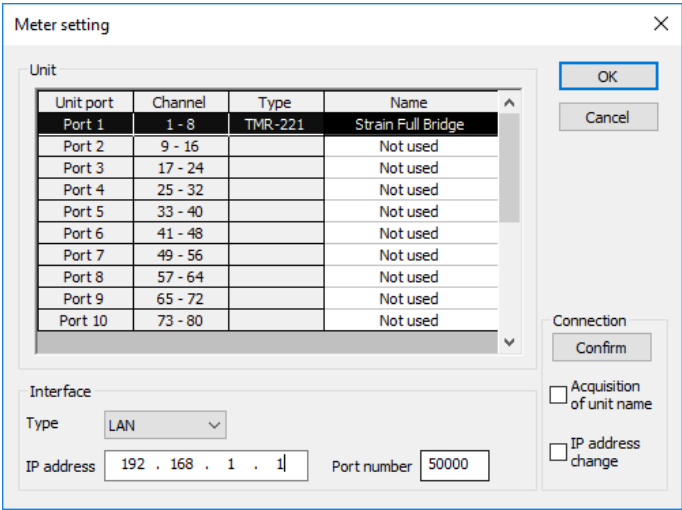 Meter setting
Unit
Unit port Channel Type Name
Port 1 1 - 8 TMR-221 Strain Full Bridge
Port 2 9 - 16 Not used
Port 3 17 - 24 Not used
Port 4 25 - 32 Not used
Port 5 33 - 40 Not used
Port 6 41 - 48 Not used
Port 7 49 - 56 Not used
Port 8 57 - 64 Not used
Port 9 65 - 72 Not used
Port 10 73 - 80 Not used
OK
Cancel
Interface
Type LAN
IP address 192 . 168 . 1 . 1 Port number 50000
Connection
Confirm
Acquisition
of unit name
IP address
change